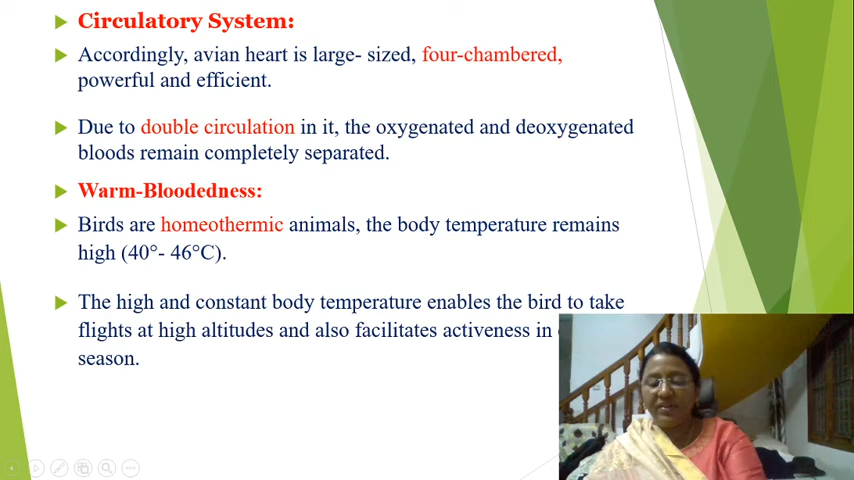 Circulatory System:
Accordingly, avian heart is large- sized, four-chambered,
powerful and efficient.
Due to double circulation in it, the oxygenated and deoxygenated
bloods remain completely separated.
Warm-Bloodedness:
Birds are homeothermic animals, the body temperature remains
high (40°- 46°C).
The high and constant body temperature enables the bird to take
flights at high altitudes and also facilitates activeness in
season.